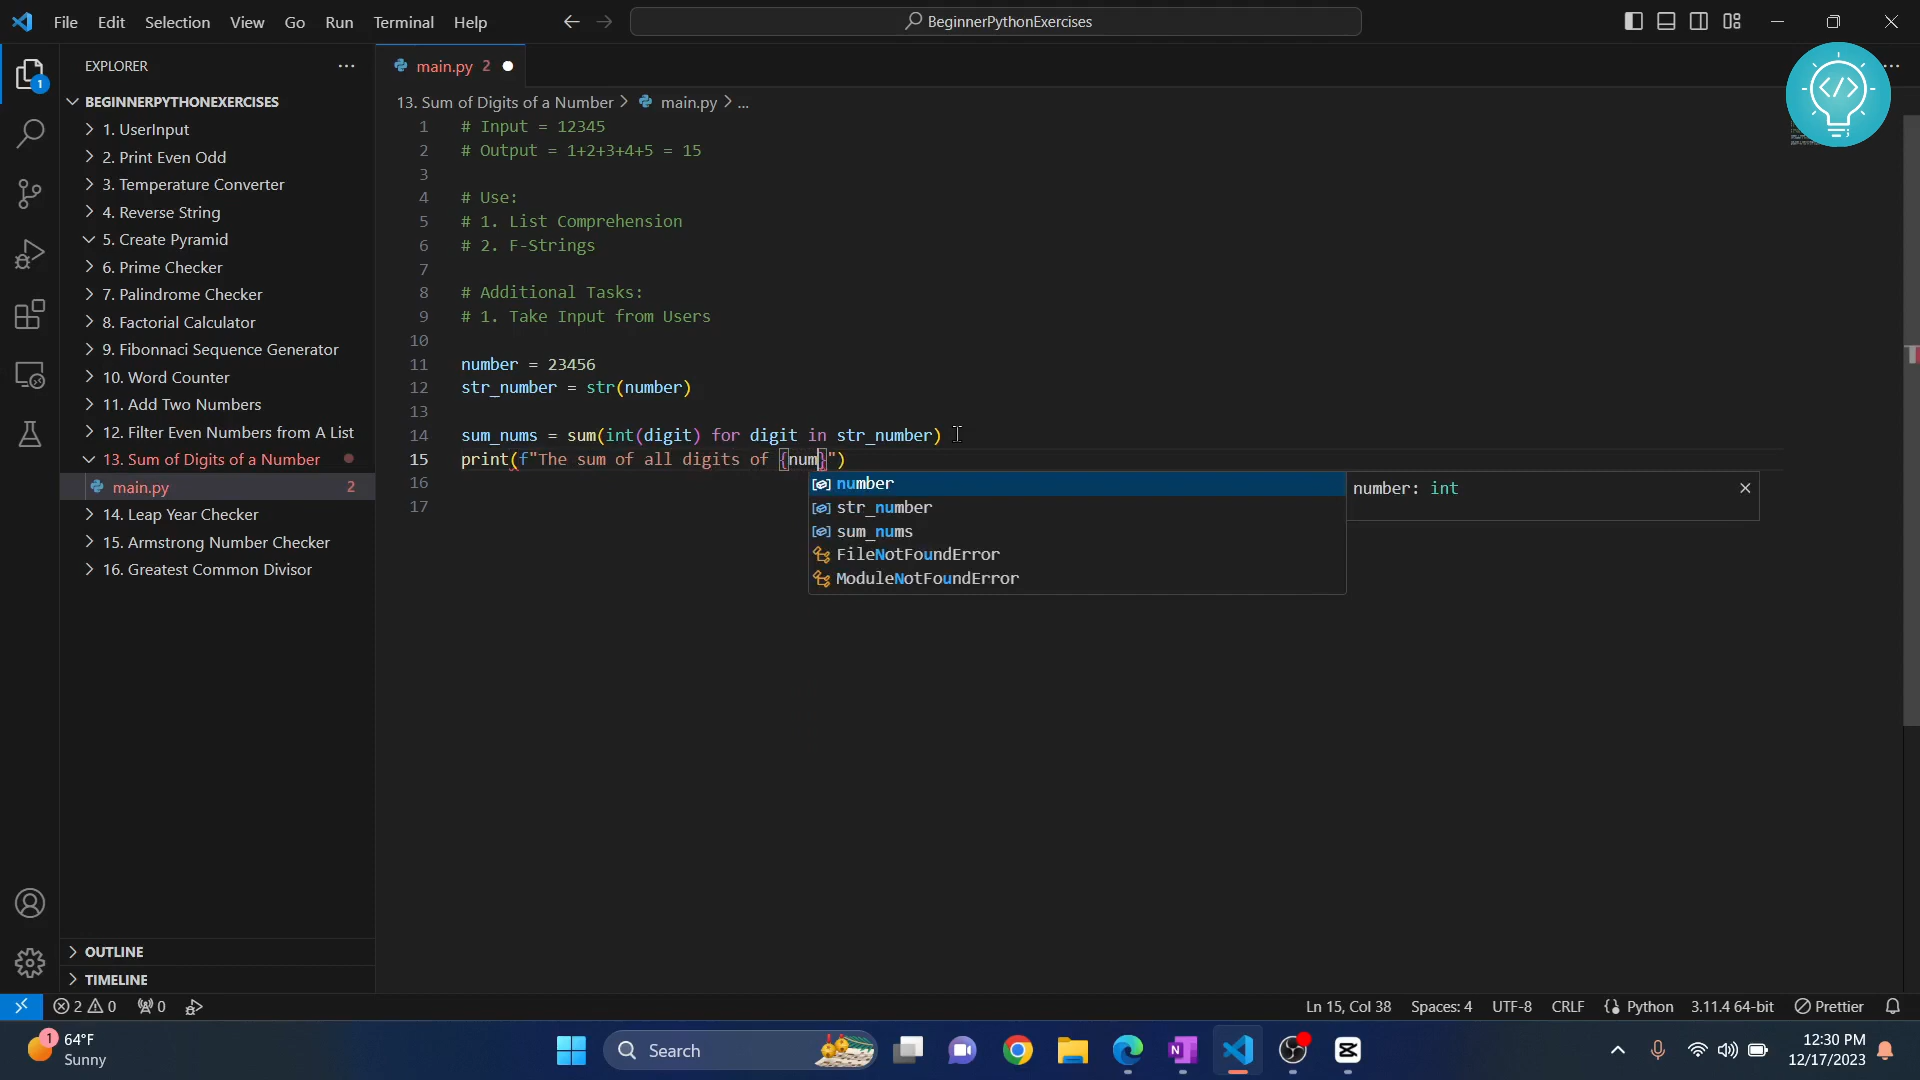 File Edit Selection View Go Run Terminal Help
BeginnerPythonExercises
EXPLORER
1
main.py 2
BEGINNERPYTHONEXERCISES
13. Sum of Digits of a Number > main.py > ...
1. UserInput
2. Print Even Odd
3. Temperature Converter
4. Reverse String
5. Create Pyramid
6. Prime Checker
7. Palindrome Checker
8. Factorial Calculator
9. Fibonnaci Sequence Generator
10. Word Counter
11. Add Two Numbers
12. Filter Even Numbers from A List
13. Sum of Digits of a Number
main.py 2
14. Leap Year Checker
15. Armstrong Number Checker
16. Greatest Common Divisor
OUTLINE
TIMELINE
1 # Input = 12345
2 # Output = 1+2+3+4+5 = 15
3
4 # Use:
5 # 1. List Comprehension
6 # 2. F-Strings
7
8 # Additional Tasks:
9 # 1. Take Input from Users
10
11 number = 23456
12 str_number = str(number)
13
14 sum_nums = sum(int(digit) for digit in str_number)
15 print(f"The sum of all digits of {num}")
16
17
number
str_number
sum_nums
FileNotFoundError
ModuleNotFoundError
number: int
2 0 0
Ln 15, Col 38 Spaces: 4 UTF-8 CRLF Python 3.11.4 64-bit Prettier
1
64°F
Sunny
Search
12:30 PM
12/17/2023